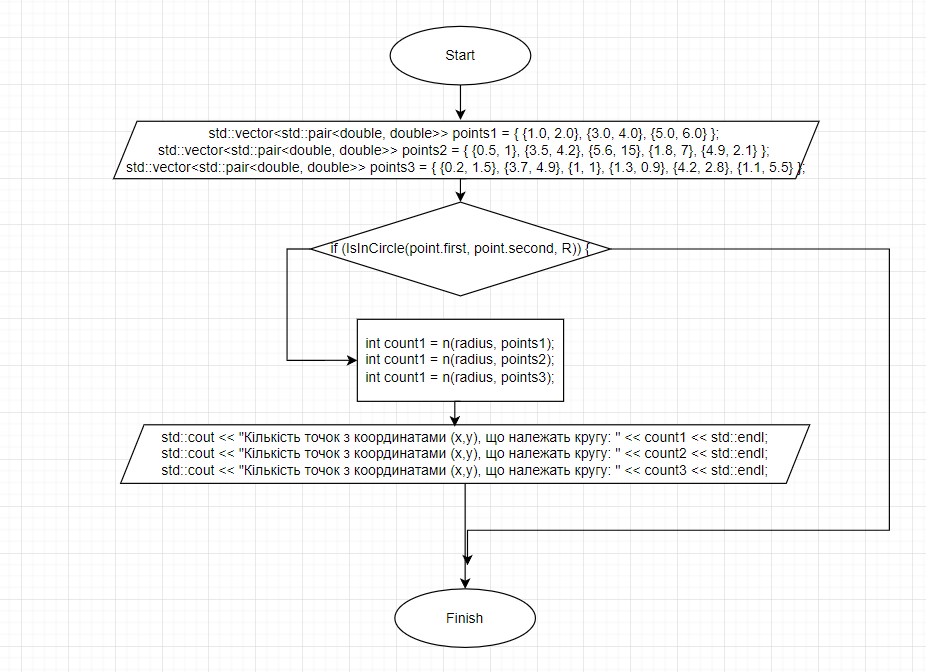 Start
std::vector<std::pair<double, double>> points1 = { {1.0, 2.0}, {3.0, 4.0}, {5.0, 6.0} };
std::vector<std::pair<double, double>> points2 = { {0.5, 1}, {3.5, 4.2}, {5.6, 15}, {1.8, 7}, {4.9, 2.1} };
std::vector<std::pair<double, double>> points3 = { {0.2, 1.5}, {3.7, 4.9}, {1, 1}, {1.3, 0.9}, {4.2, 2.8}, {1.1, 5.5} };
if (IsInCircle(point.first, point.second, R)) {
int count1 = n(radius, points1);
int count1 = n(radius, points2);
int count1 = n(radius, points3);
std::cout << "Кількість точок з координатами (x,y), що належать кругу: " << count1 << std::endl;
std::cout << "Кількість точок з координатами (x,y), що належать кругу: " << count2 << std::endl;
std::cout << "Кількість точок з координатами (x,y), що належать кругу: " << count3 << std::endl;
Finish